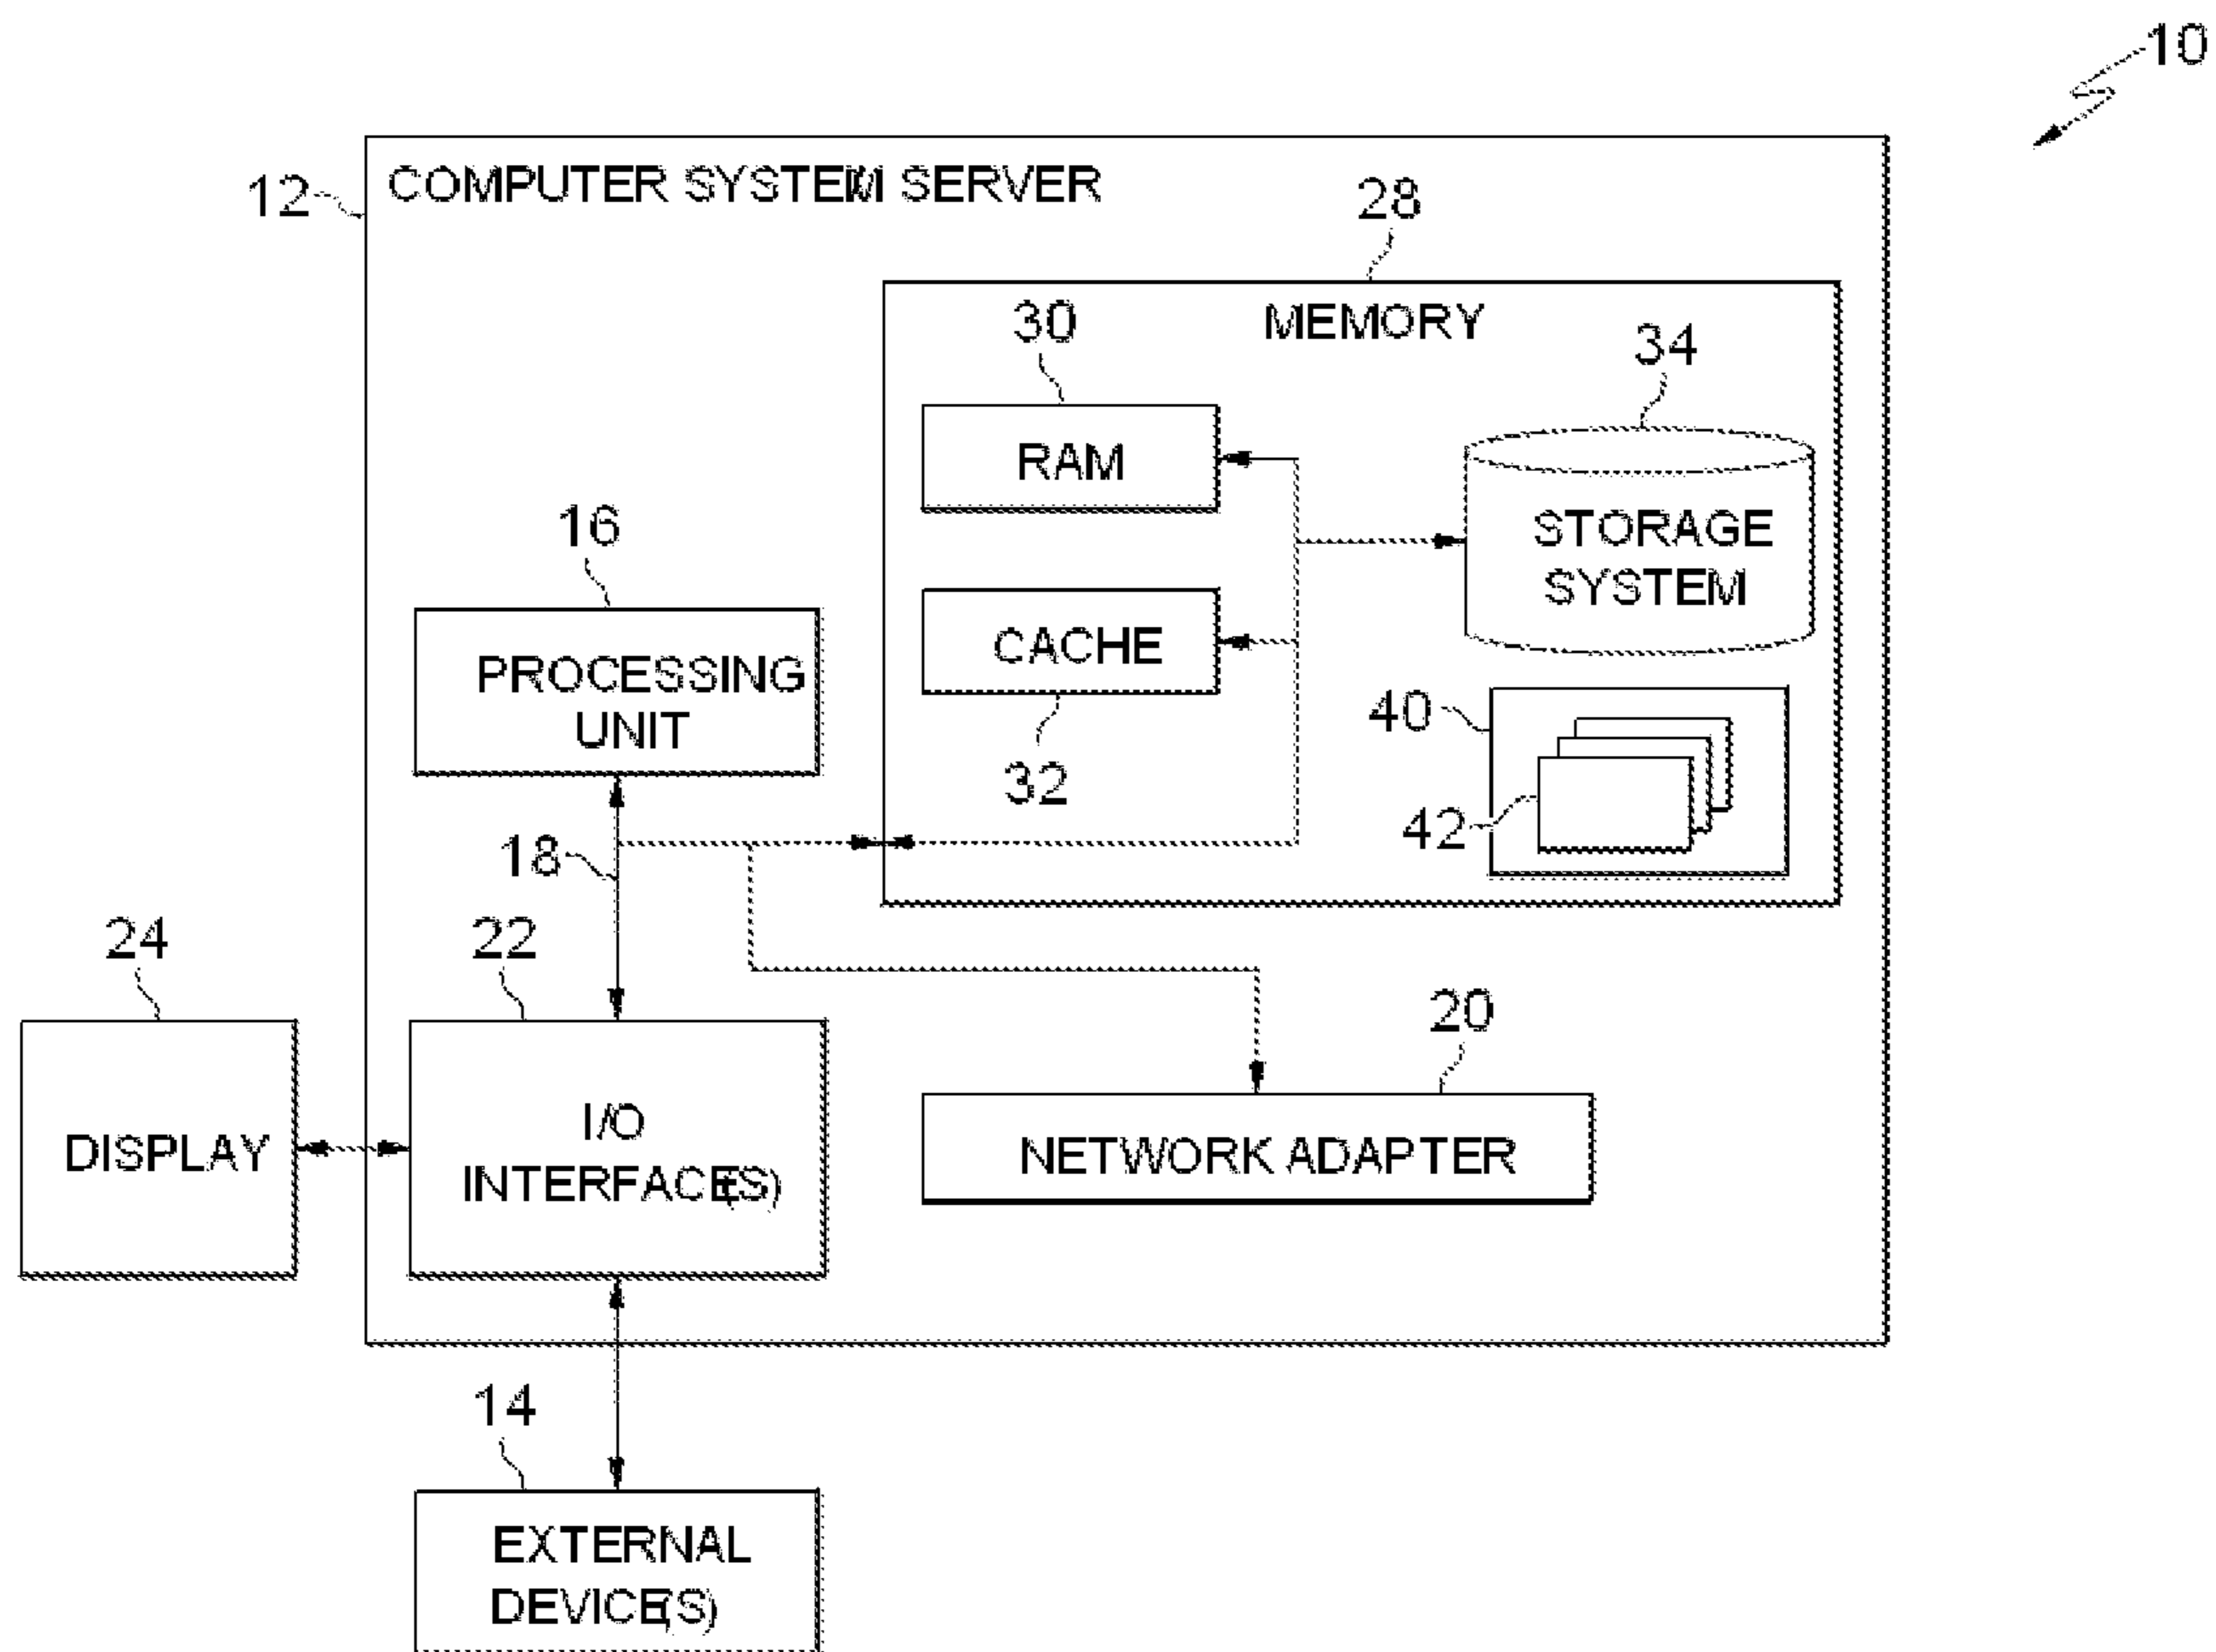 10
12
COMPUTER SYSTEM SERVER
28
MEMORY
30
34
RAM
STORAGE
SYSTEM
16
PROCESSING
UNIT
CACHE
32
40
42
18
24
22
20
DISPLAY
I/O
INTERFACE(S)
NETWORK ADAPTER
14
EXTERNAL
DEVICE(S)